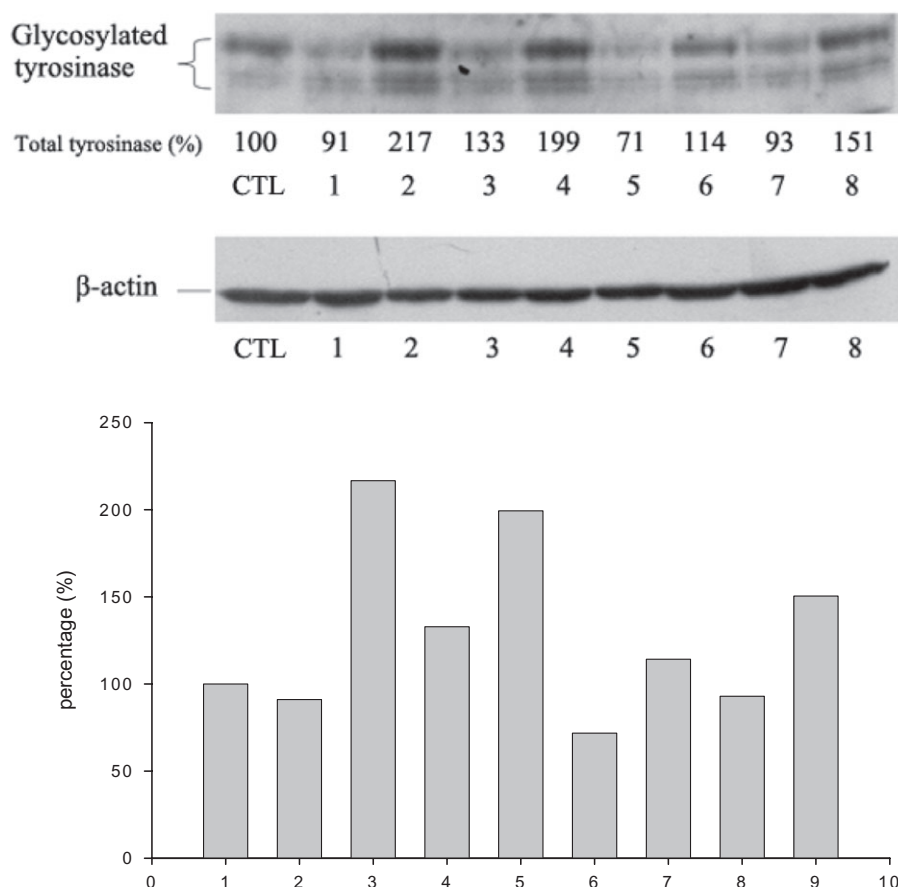 Glycosylated
tyrosinase
Total tyrosinase (%) 100 91 217 133 199 71 114 93 151
CTL 1 2 3 4 5 6 7 8
β-actin
CTL 1 2 3 4 5 6 7 8
250
200
150
100
50
0
percentage (%)
0 1 2 3 4 5 6 7 8 9 10